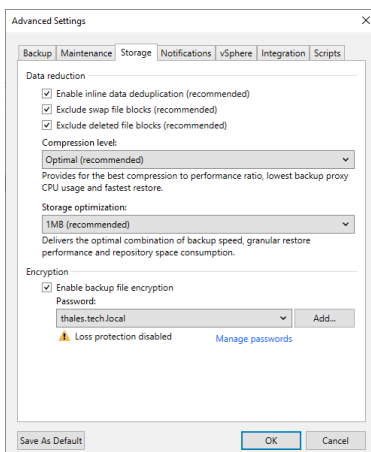 Advanced Settings
Backup Maintenance Storage Notifications vSphere Integration Scripts
Data reduction
Enable inline data deduplication (recommended)
Exclude swap file blocks (recommended)
Exclude deleted file blocks (recommended)
Compression level:
Optimal (recommended)
Provides for the best compression to performance ratio, lowest backup proxy
CPU usage and fastest restore.
Storage optimization:
1MB (recommended)
Delivers the optimal combination of backup speed, granular restore
performance and repository space consumption.
Encryption
Enable backup file encryption
Password:
thales.tech.local Add...
Loss protection disabled Manage passwords
Save As Default OK Cancel